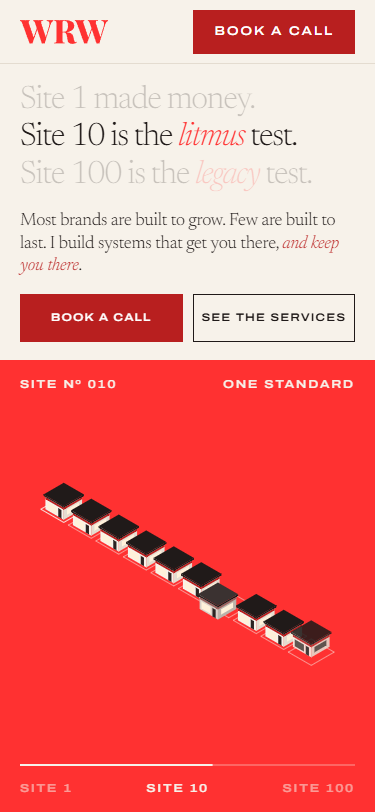 WRW
BOOK A CALL
Site 1 made money.
Site 10 is the litmus test.
Site 100 is the legacy test.
Most brands are built to grow. Few are built to
last. I build systems that get you there, and keep
you there.
BOOK A CALL
SEE THE SERVICES
SITE Nº 010
ONE STANDARD
SITE 1
SITE 10
SITE 100